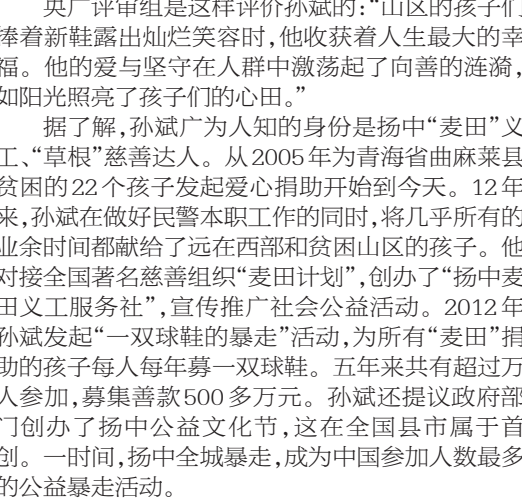 央广评审组是这样评价孙斌的：“山区的孩子们
捧着新鞋露出灿烂笑容时，他收获着人生最大的幸
福。他的爱与坚守在人群中激荡起了向善的涟漪，
如阳光照亮了孩子们的心田。”
据了解，孙斌广为人知的身份是扬中“麦田”义
工、“草根”慈善达人。从2005年为青海省曲麻莱县
贫困的22个孩子发起爱心捐助开始到今天。12年
来，孙斌在做好民警本职工作的同时，将几乎所有的
业余时间都献给了远在西部和贫困山区的孩子。他
对接全国著名慈善组织“麦田计划”，创办了“扬中麦
田义工服务社”，宣传推广社会公益活动。2012年
孙斌发起“一双球鞋的暴走”活动，为所有“麦田”捐
助的孩子每人每年募一双球鞋。五年来共有超过万
人参加，募集善款500多万元。孙斌还提议政府部
门创办了扬中公益文化节，这在全国县市属于首
创。一时间，扬中全城暴走，成为中国参加人数最多
的公益暴走活动。